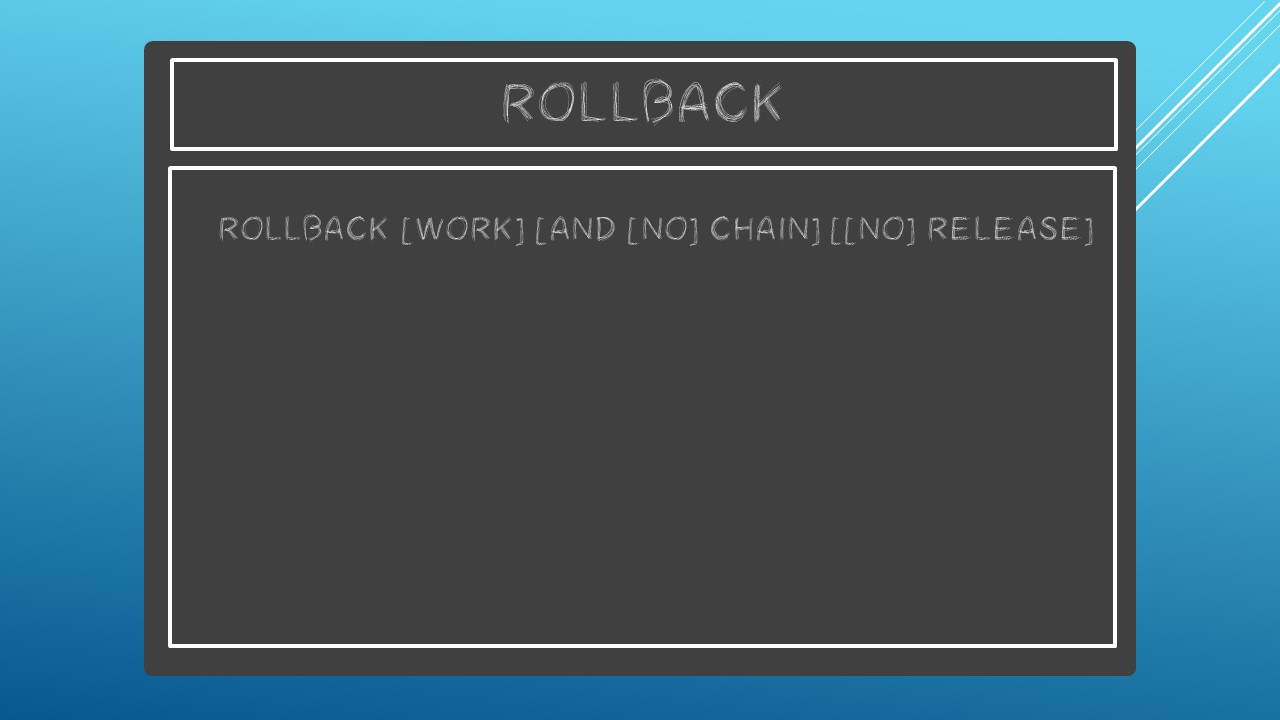 ROLLBACK
ROLLBACK [WORK] [AND [NO] CHAIN] [[NO] RELEASE]